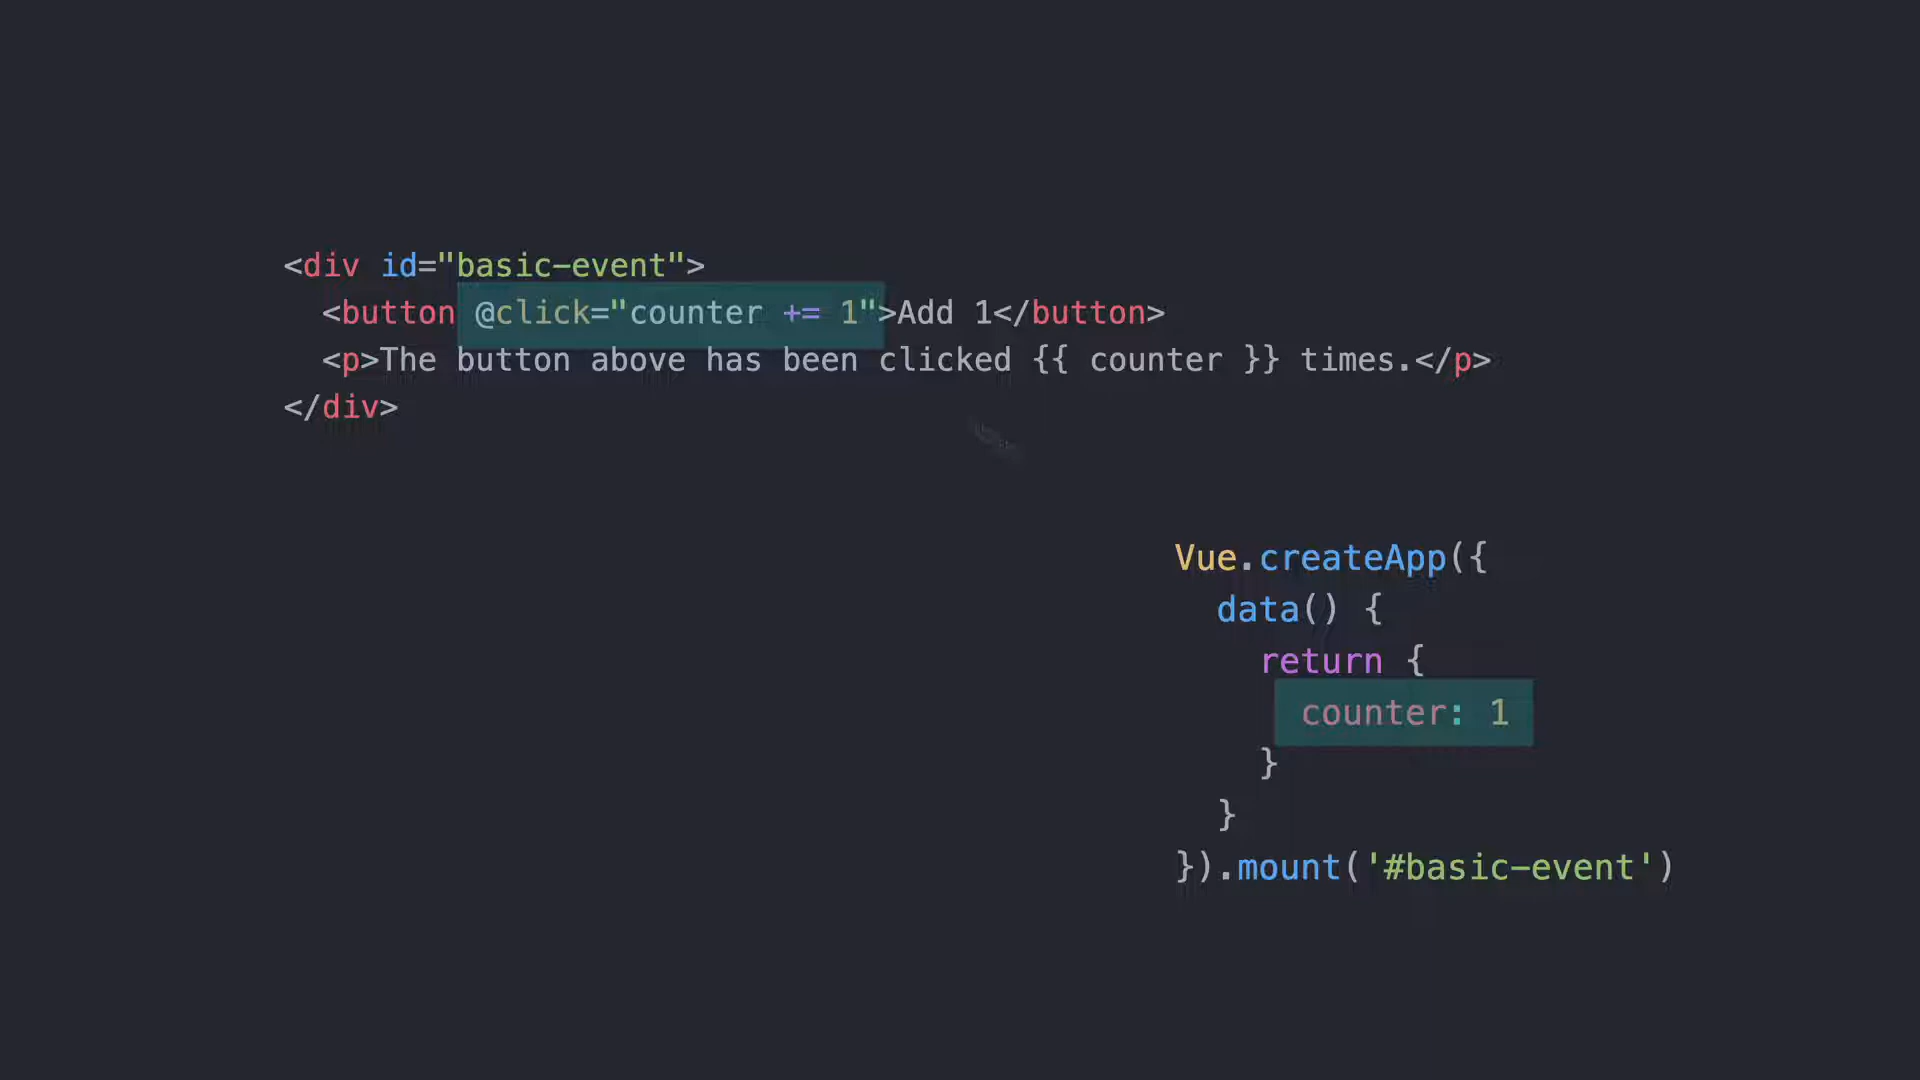 <div id="basic-event">
  <button @click="counter += 1">Add 1</button>
  <p>The button above has been clicked {{ counter }} times.</p>
</div>
Vue.createApp({
  data() {
    return {
      counter: 1
    }
  }
}).mount('#basic-event')